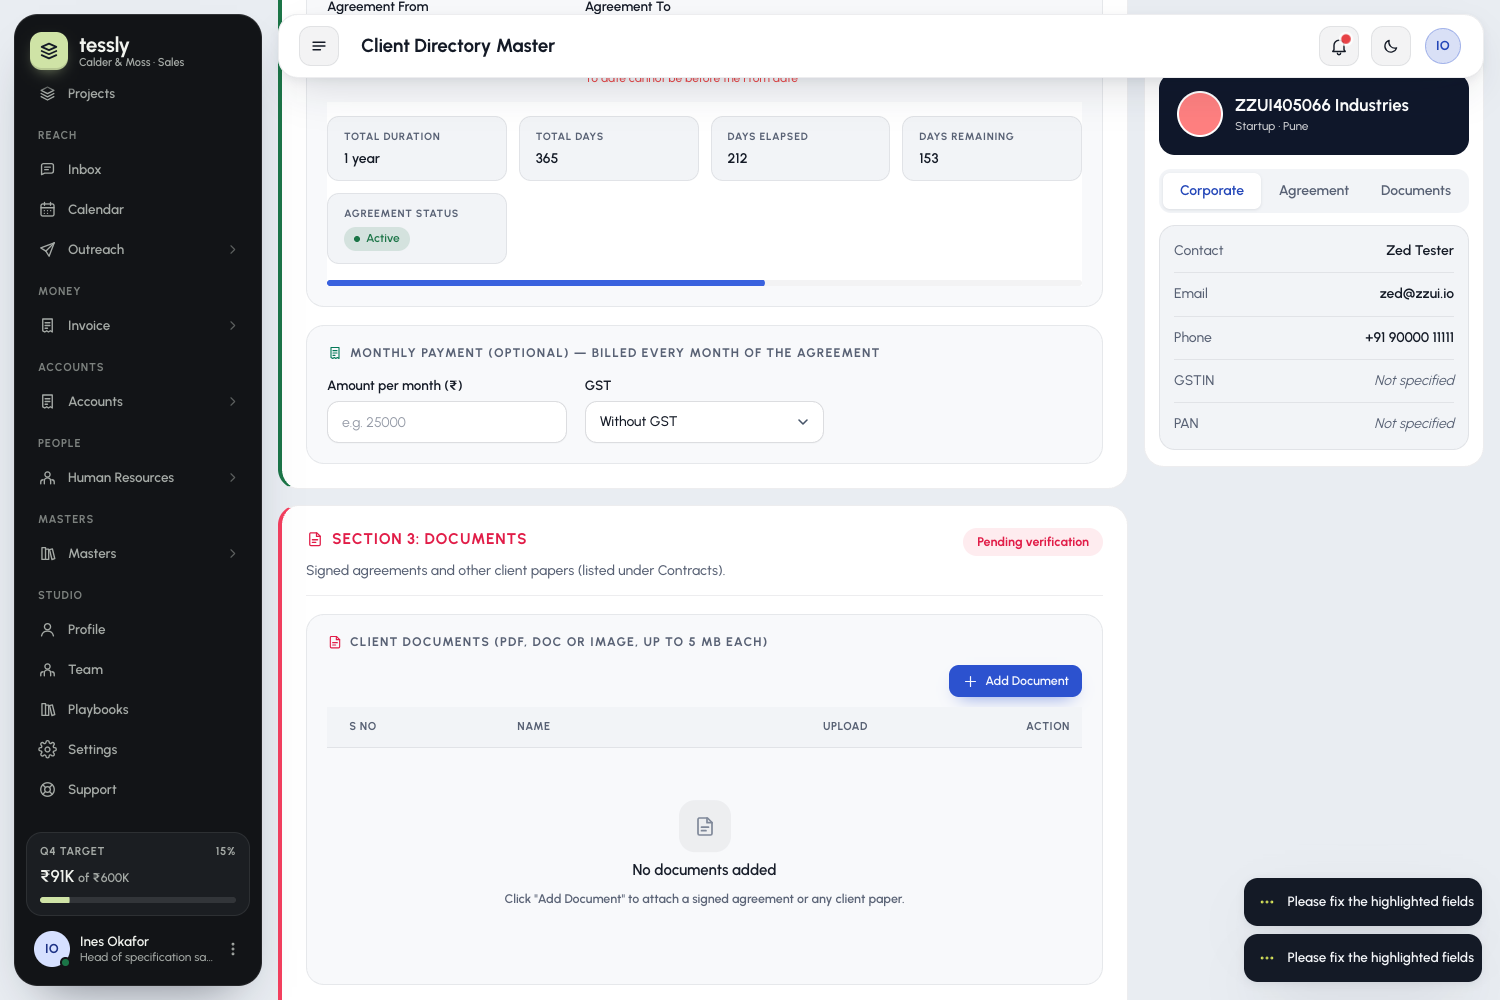 tessly
Calder & Moss · Sales
Projects
REACH
Inbox
Calendar
Outreach
MONEY
Invoice
ACCOUNTS
Accounts
PEOPLE
Human Resources
MASTERS
Masters
STUDIO
Profile
Team
Playbooks
Settings
Support
Q4 TARGET 15%
₹91K of ₹600K
IO
Ines Okafor
Head of specification sa...
Client Directory Master
IO
Agreement From
Agreement To
To date cannot be before the From date
TOTAL DURATION
1 year
TOTAL DAYS
365
DAYS ELAPSED
212
DAYS REMAINING
153
AGREEMENT STATUS
Active
MONTHLY PAYMENT (OPTIONAL) — BILLED EVERY MONTH OF THE AGREEMENT
Amount per month (₹)
e.g. 25000
GST
Without GST
SECTION 3: DOCUMENTS
Pending verification
Signed agreements and other client papers (listed under Contracts).
CLIENT DOCUMENTS (PDF, DOC OR IMAGE, UP TO 5 MB EACH)
Add Document
S NO NAME UPLOAD ACTION
No documents added
Click "Add Document" to attach a signed agreement or any client paper.
ZZUI405066 Industries
Startup · Pune
Corporate Agreement Documents
Contact Zed Tester
Email zed@zzui.io
Phone +91 90000 11111
GSTIN Not specified
PAN Not specified
Please fix the highlighted fields
Please fix the highlighted fields